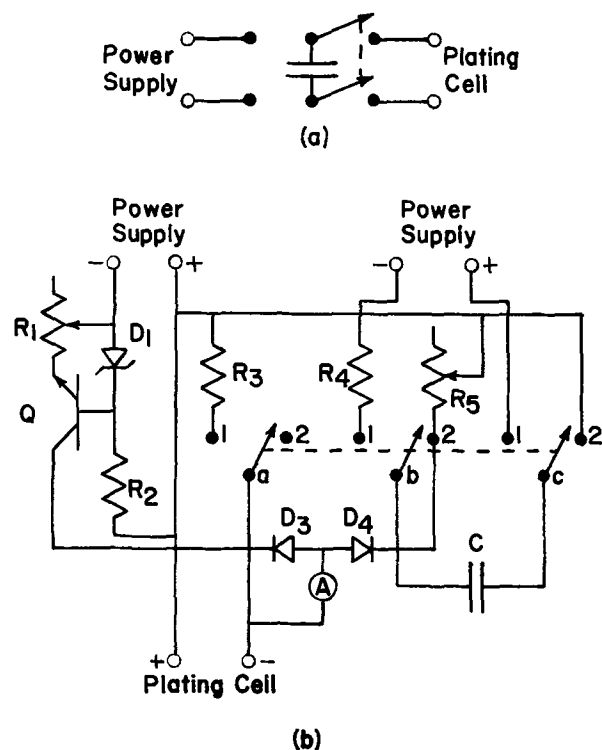 Power
Supply
Plating
Cell
(a)
Power
Supply
Power
Supply
- +
- +
R1
D1
R3
R4
R5
Q
1
2
1
2
1
2
R2
a
b
c
D3
D4
C
A
+ -
Plating Cell
(b)